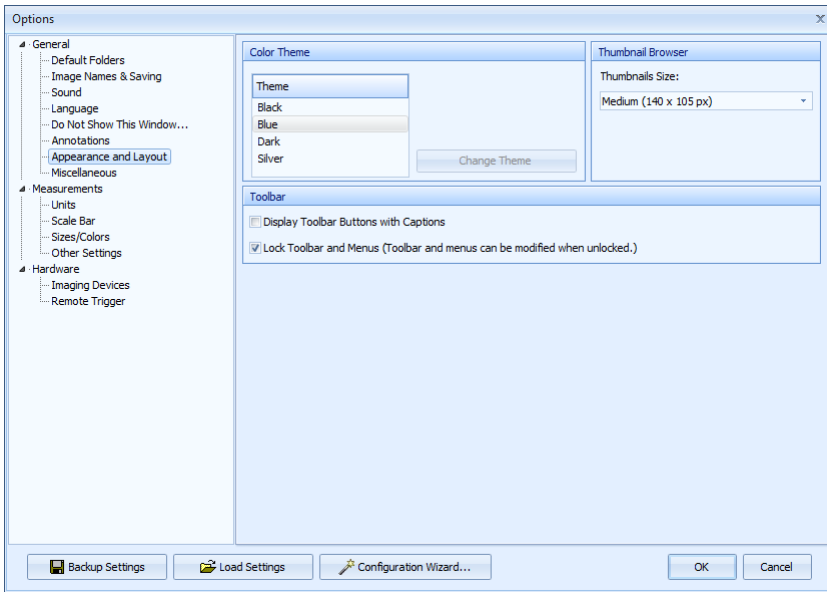 Options
x
General
Default Folders
Image Names & Saving
Sound
Language
Do Not Show This Window...
Annotations
Appearance and Layout
Miscellaneous
Measurements
Units
Scale Bar
Sizes/Colors
Other Settings
Hardware
Imaging Devices
Remote Trigger
Color Theme
Theme
Black
Blue
Dark
Silver
Change Theme
Thumbnail Browser
Thumbnails Size:
Medium (140 x 105 px)
Toolbar
Display Toolbar Buttons with Captions
Lock Toolbar and Menus (Toolbar and menus can be modified when unlocked.)
Backup Settings
Load Settings
Configuration Wizard...
OK
Cancel